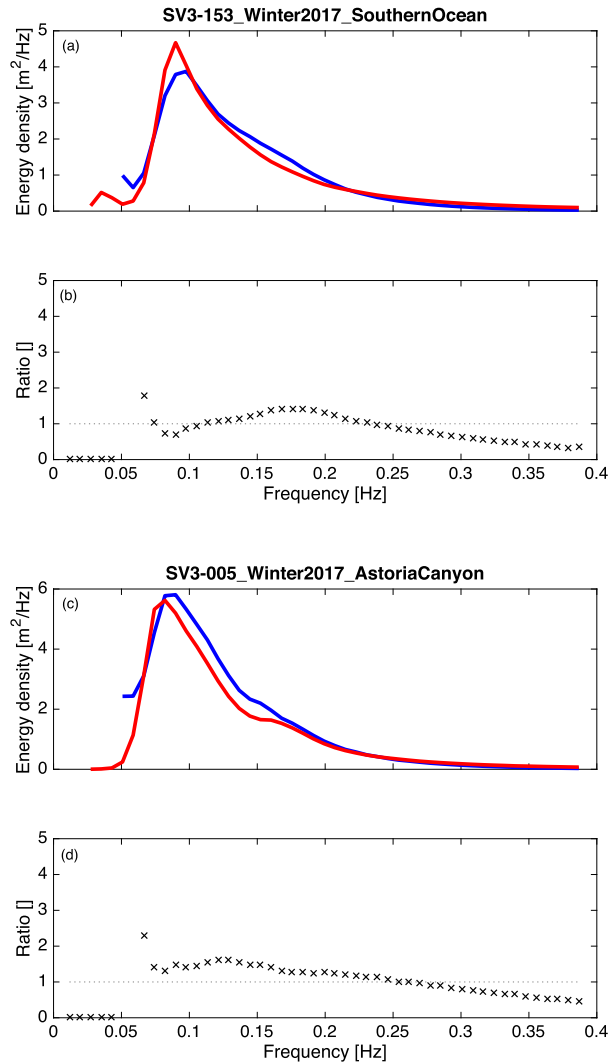 SV3-153_Winter2017_SouthernOcean
(a)
Energy density [m²/Hz]
5
4
3
2
1
0
(b)
Ratio []
5
4
3
2
1
0
0 0.05 0.1 0.15 0.2 0.25 0.3 0.35 0.4
Frequency [Hz]
SV3-005_Winter2017_AstoriaCanyon
(c)
Energy density [m²/Hz]
6
4
2
0
(d)
Ratio []
5
4
3
2
1
0
0 0.05 0.1 0.15 0.2 0.25 0.3 0.35 0.4
Frequency [Hz]